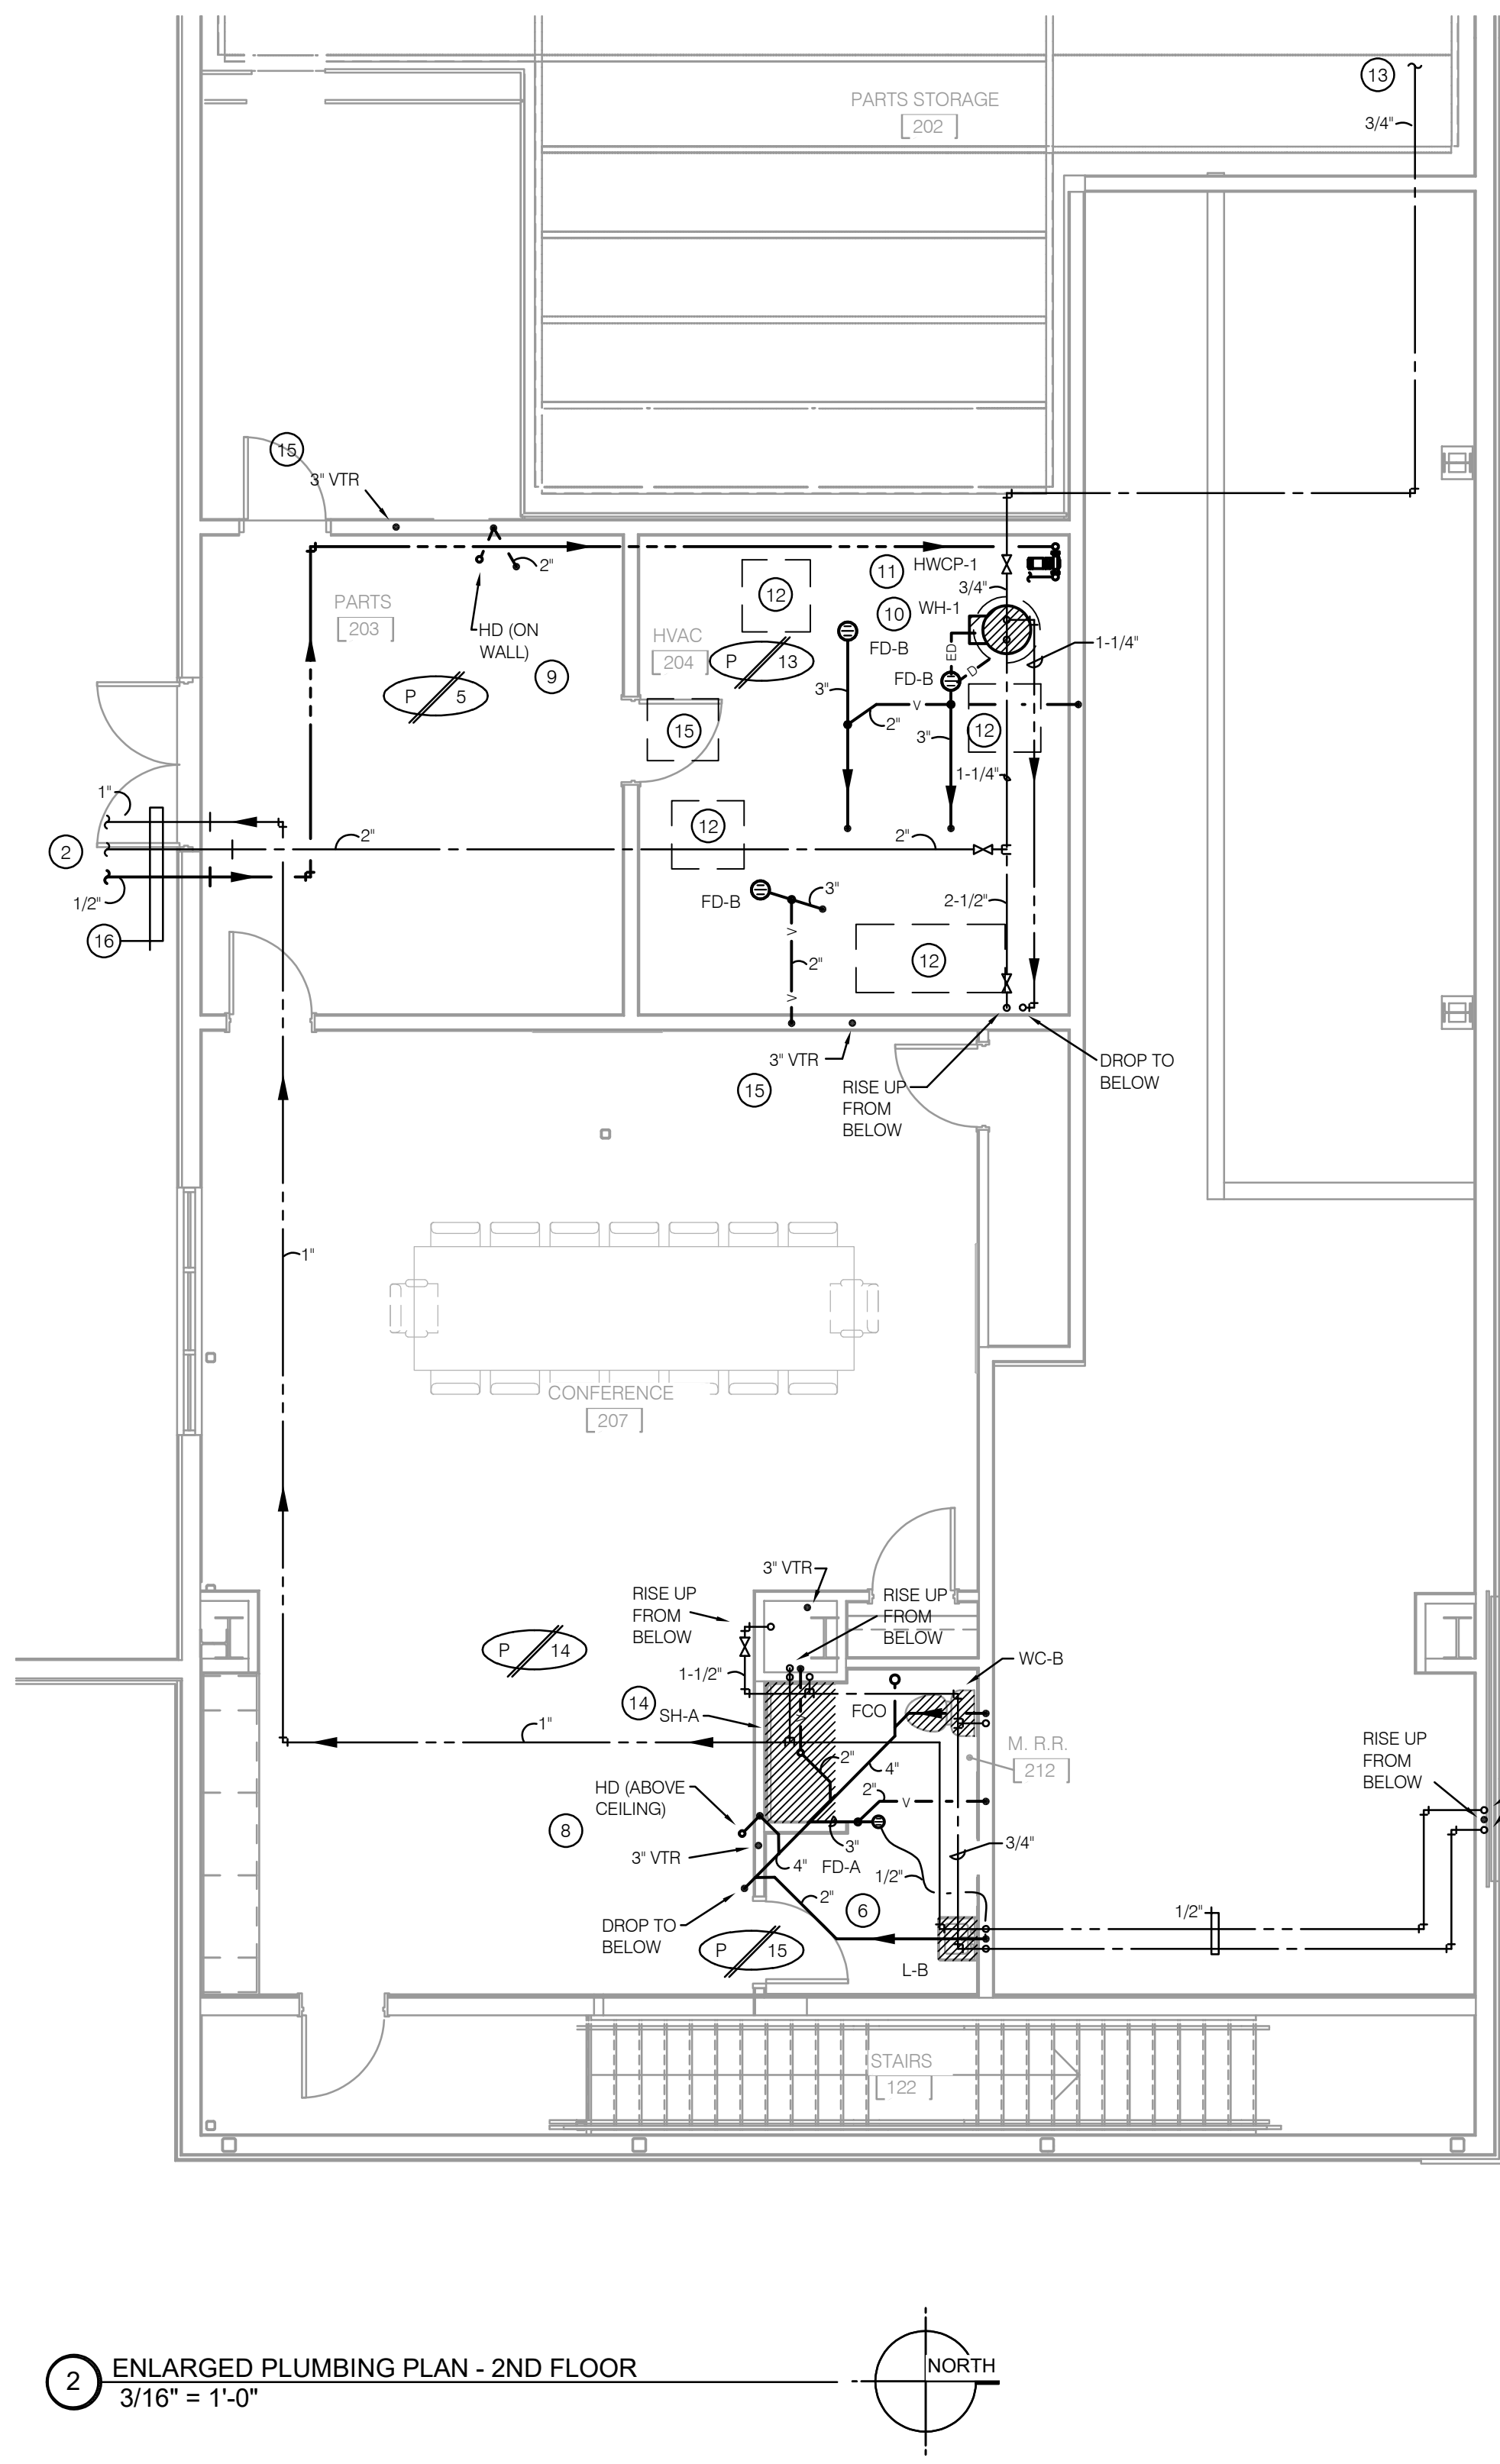 13
PARTS STORAGE
202
3/4"
15
3" VTR
2"
HD (ON
WALL)
PARTS
203
9
P 5
12
11
HWCP-1
3/4"
10
WH-1
HVAC
204
P 13
FD-B
ED
D
1-1/4"
FD-B
3"
V
2"
3"
15
12
1-1/4"
1"
2
2"
12
2"
1/2"
16
FD-B
3"
V
2"
V
2-1/2"
12
3" VTR
15
RISE UP
FROM
BELOW
DROP TO
BELOW
1"
CONFERENCE
207
3" VTR
RISE UP
FROM
BELOW
RISE UP
FROM
BELOW
P 14
1-1/2"
WC-B
14
SH-A
FCO
V
1"
2"
4"
M. R.R.
212
RISE UP
FROM
BELOW
HD (ABOVE
CEILING)
2"
V
8
3"
3" VTR
4"
FD-A
3/4"
1/2"
2"
6
DROP TO
BELOW
P 15
1/2"
L-B
STAIRS
122
2
ENLARGED PLUMBING PLAN - 2ND FLOOR
3/16" = 1'-0"
NORTH